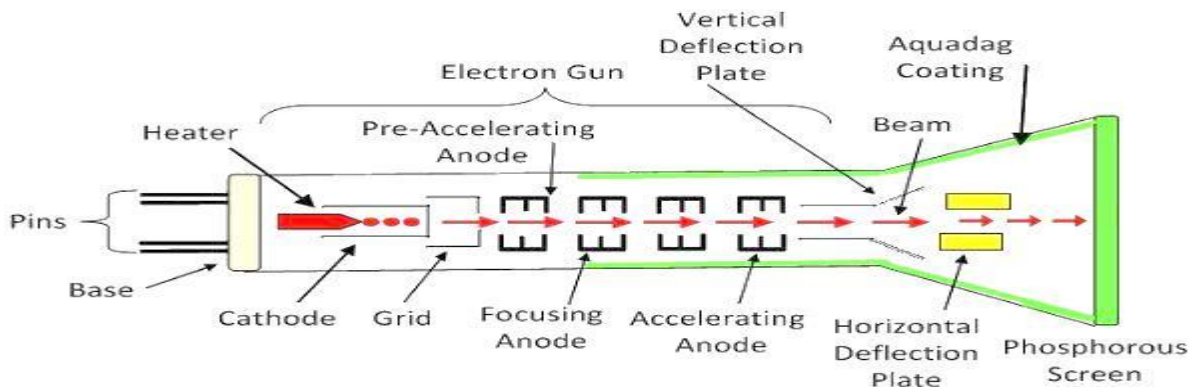 Vertical
Deflection
Plate
Aquadag
Coating
Electron Gun
Heater
Pre-Accelerating
Anode
Beam
Pins
Base
Cathode
Grid
Focusing
Anode
Accelerating
Anode
Horizontal
Deflection
Plate
Phosphorous
Screen